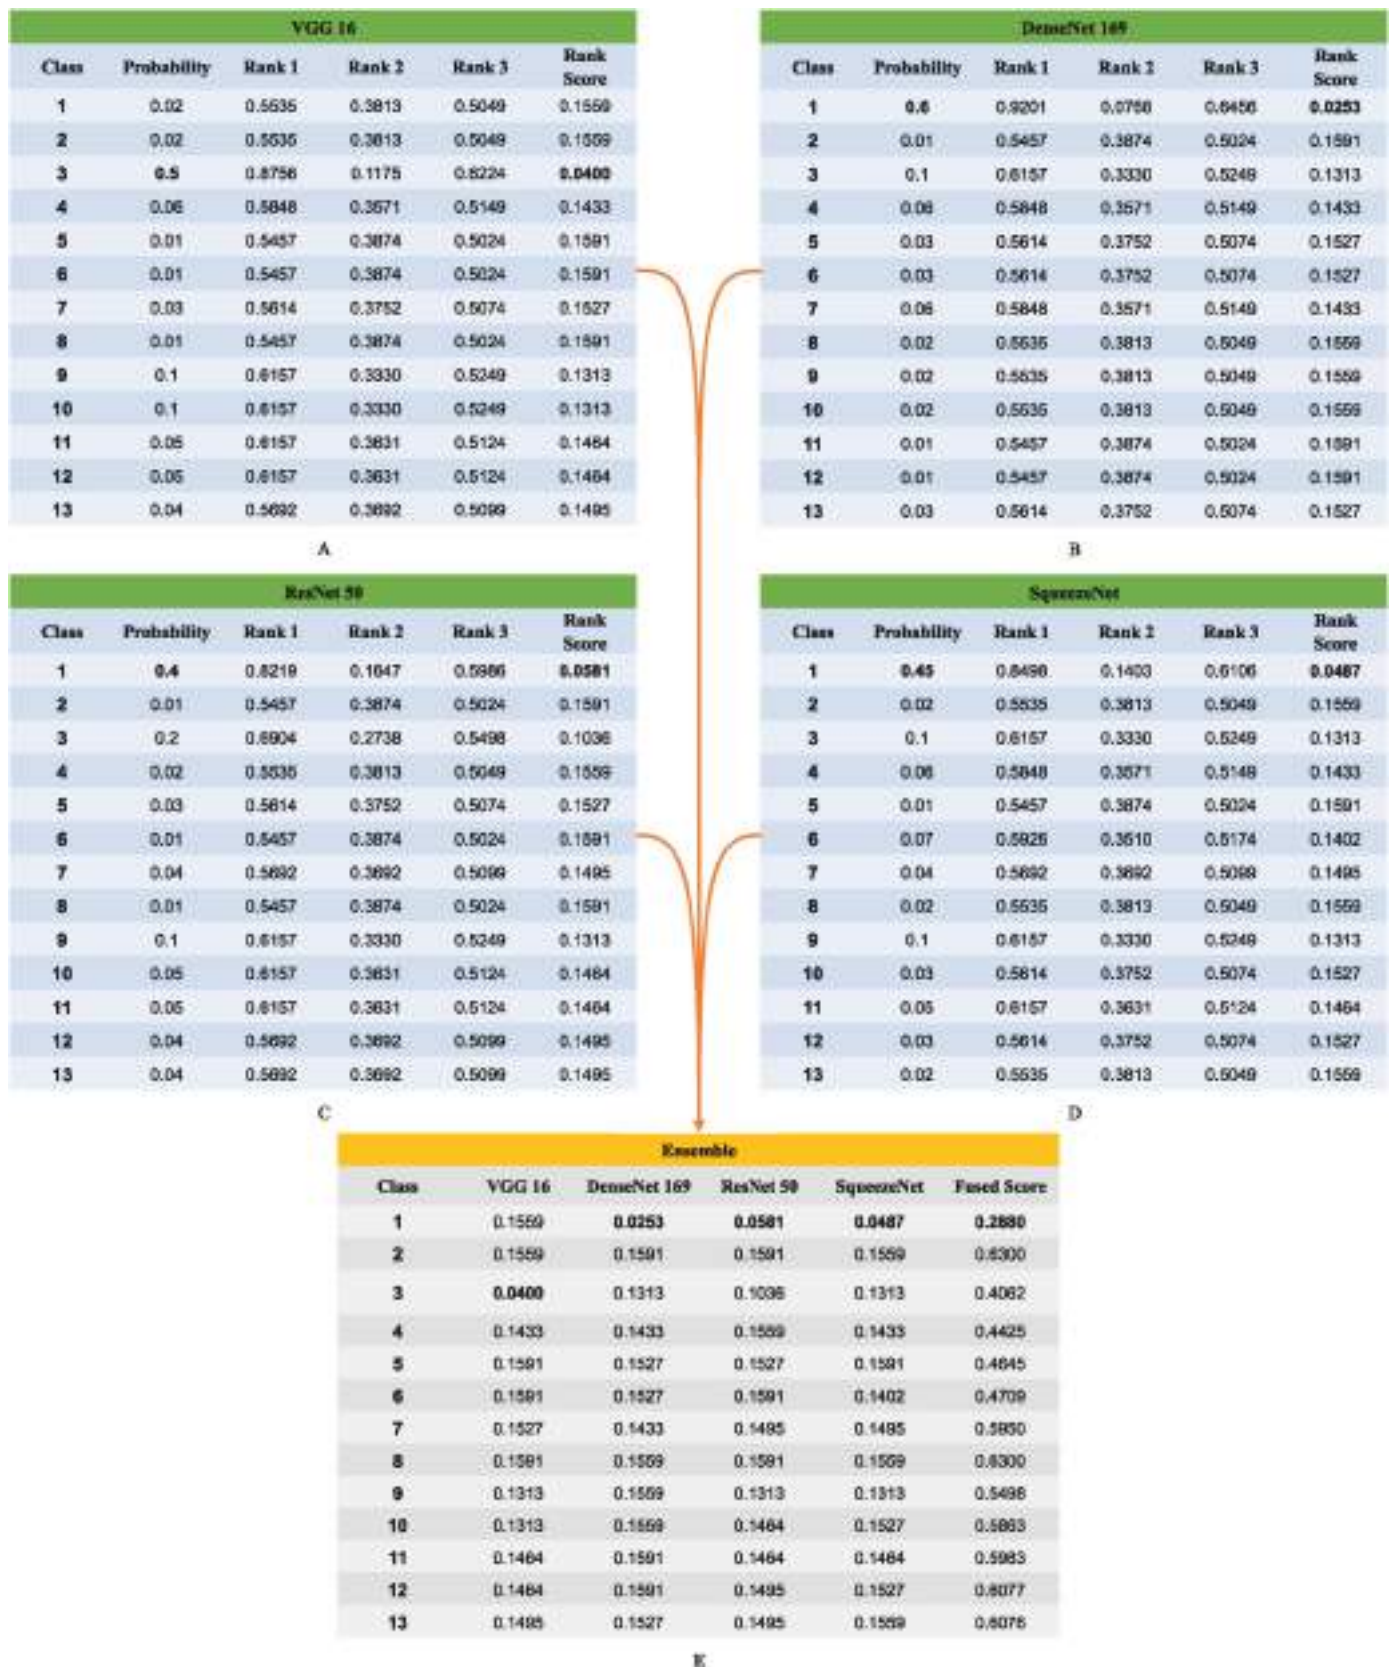 VGG 16
Class Probability Rank 1 Rank 2 Rank 3 Rank Score
1 0.02 0.5535 0.3813 0.5049 0.1559
2 0.02 0.5535 0.3813 0.5049 0.1559
3 0.5 0.8756 0.1175 0.6224 0.0400
4 0.06 0.5848 0.3571 0.5149 0.1433
5 0.01 0.5457 0.3874 0.5024 0.1591
6 0.01 0.5457 0.3874 0.5024 0.1591
7 0.03 0.5614 0.3752 0.5074 0.1527
8 0.01 0.5457 0.3874 0.5024 0.1591
9 0.1 0.6157 0.3330 0.5249 0.1313
10 0.1 0.6157 0.3330 0.5249 0.1313
11 0.05 0.6157 0.3631 0.5124 0.1464
12 0.05 0.6157 0.3631 0.5124 0.1464
13 0.04 0.5692 0.3692 0.5099 0.1495
A
DenseNet 169
Class Probability Rank 1 Rank 2 Rank 3 Rank Score
1 0.6 0.9201 0.0768 0.6456 0.0253
2 0.01 0.5457 0.3874 0.5024 0.1591
3 0.1 0.6157 0.3330 0.5249 0.1313
4 0.06 0.5848 0.3571 0.5149 0.1433
5 0.03 0.5614 0.3752 0.5074 0.1527
6 0.03 0.5614 0.3752 0.5074 0.1527
7 0.06 0.5848 0.3571 0.5149 0.1433
8 0.02 0.5535 0.3813 0.5049 0.1559
9 0.02 0.5535 0.3813 0.5049 0.1559
10 0.02 0.5535 0.3813 0.5049 0.1559
11 0.01 0.5457 0.3874 0.5024 0.1591
12 0.01 0.5457 0.3874 0.5024 0.1591
13 0.03 0.5614 0.3752 0.5074 0.1527
B
ResNet 50
Class Probability Rank 1 Rank 2 Rank 3 Rank Score
1 0.4 0.8219 0.1647 0.5986 0.0581
2 0.01 0.5457 0.3874 0.5024 0.1591
3 0.2 0.6904 0.2738 0.5498 0.1036
4 0.02 0.5535 0.3813 0.5049 0.1559
5 0.03 0.5614 0.3752 0.5074 0.1527
6 0.01 0.5457 0.3874 0.5024 0.1591
7 0.04 0.5692 0.3692 0.5099 0.1495
8 0.01 0.5457 0.3874 0.5024 0.1591
9 0.1 0.6157 0.3330 0.5249 0.1313
10 0.05 0.6157 0.3631 0.5124 0.1464
11 0.05 0.6157 0.3631 0.5124 0.1464
12 0.04 0.5692 0.3692 0.5099 0.1495
13 0.04 0.5692 0.3692 0.5099 0.1495
C
SqueezeNet
Class Probability Rank 1 Rank 2 Rank 3 Rank Score
1 0.45 0.8498 0.1403 0.6106 0.0487
2 0.02 0.5535 0.3813 0.5049 0.1559
3 0.1 0.6157 0.3330 0.5249 0.1313
4 0.06 0.5848 0.3571 0.5149 0.1433
5 0.01 0.5457 0.3874 0.5024 0.1591
6 0.07 0.5925 0.3510 0.5174 0.1402
7 0.04 0.5692 0.3692 0.5099 0.1495
8 0.02 0.5535 0.3813 0.5049 0.1559
9 0.1 0.6157 0.3330 0.5249 0.1313
10 0.03 0.5614 0.3752 0.5074 0.1527
11 0.05 0.6157 0.3631 0.5124 0.1464
12 0.03 0.5614 0.3752 0.5074 0.1527
13 0.02 0.5535 0.3813 0.5049 0.1559
D
Ensemble
Class VGG 16 DenseNet 169 ResNet 50 SqueezeNet Fused Score
1 0.1559 0.0253 0.0581 0.0487 0.2880
2 0.1559 0.1591 0.1591 0.1559 0.6300
3 0.0400 0.1313 0.1036 0.1313 0.4062
4 0.1433 0.1433 0.1559 0.1433 0.4425
5 0.1591 0.1527 0.1527 0.1591 0.4645
6 0.1591 0.1527 0.1591 0.1402 0.4709
7 0.1527 0.1433 0.1495 0.1495 0.5950
8 0.1591 0.1559 0.1591 0.1559 0.6300
9 0.1313 0.1559 0.1313 0.1313 0.5498
10 0.1313 0.1559 0.1464 0.1527 0.5863
11 0.1464 0.1591 0.1464 0.1464 0.5983
12 0.1464 0.1591 0.1495 0.1527 0.6077
13 0.1495 0.1527 0.1495 0.1559 0.6076
E